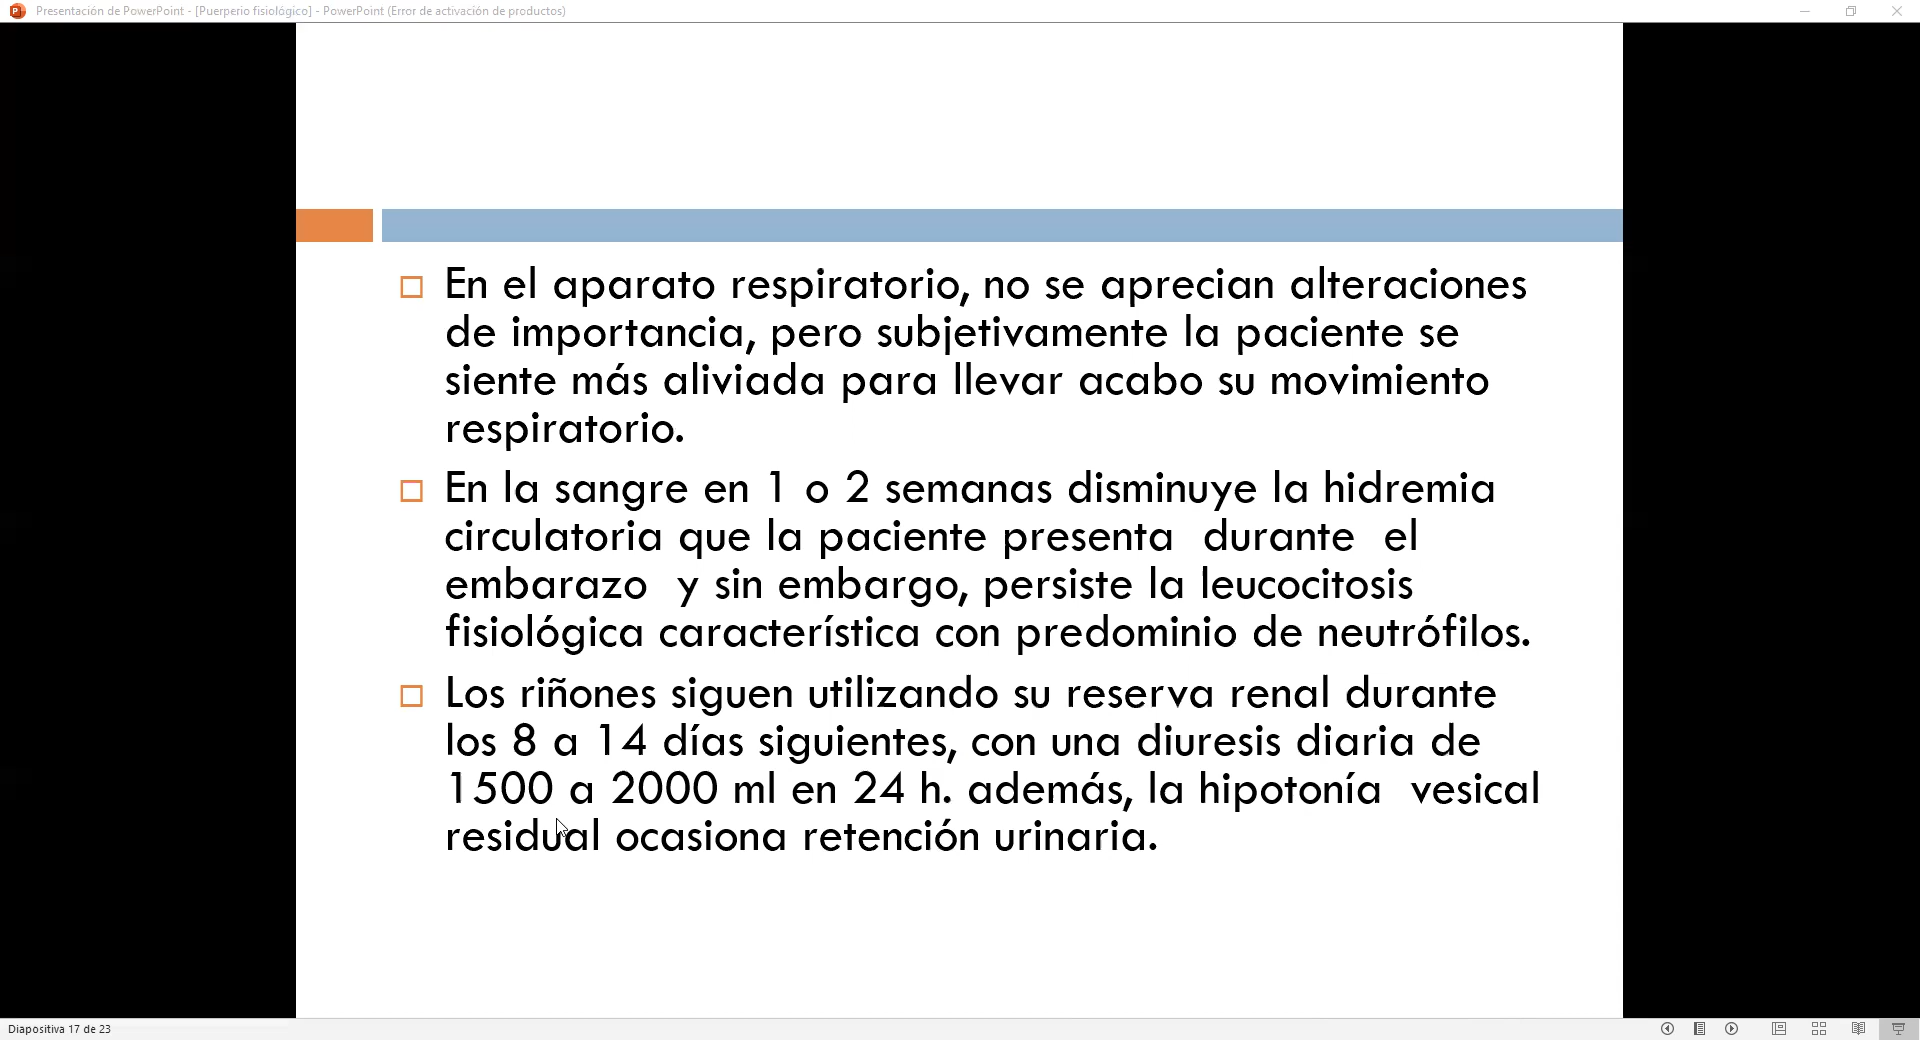 Presentación de PowerPoint - [Puerperio fisiológico] - PowerPoint (Error de activación de productos)
En el aparato respiratorio, no se aprecian alteraciones
de importancia, pero subjetivamente la paciente se
siente más aliviada para llevar acabo su movimiento
respiratorio.
En la sangre en 1 o 2 semanas disminuye la hidremia
circulatoria que la paciente presenta durante el
embarazo y sin embargo, persiste la leucocitosis
fisiológica característica con predominio de neutrófilos.
Los riñones siguen utilizando su reserva renal durante
los 8 a 14 días siguientes, con una diuresis diaria de
1500 a 2000 ml en 24 h. además, la hipotonía vesical
residual ocasiona retención urinaria.
Diapositiva 17 de 23